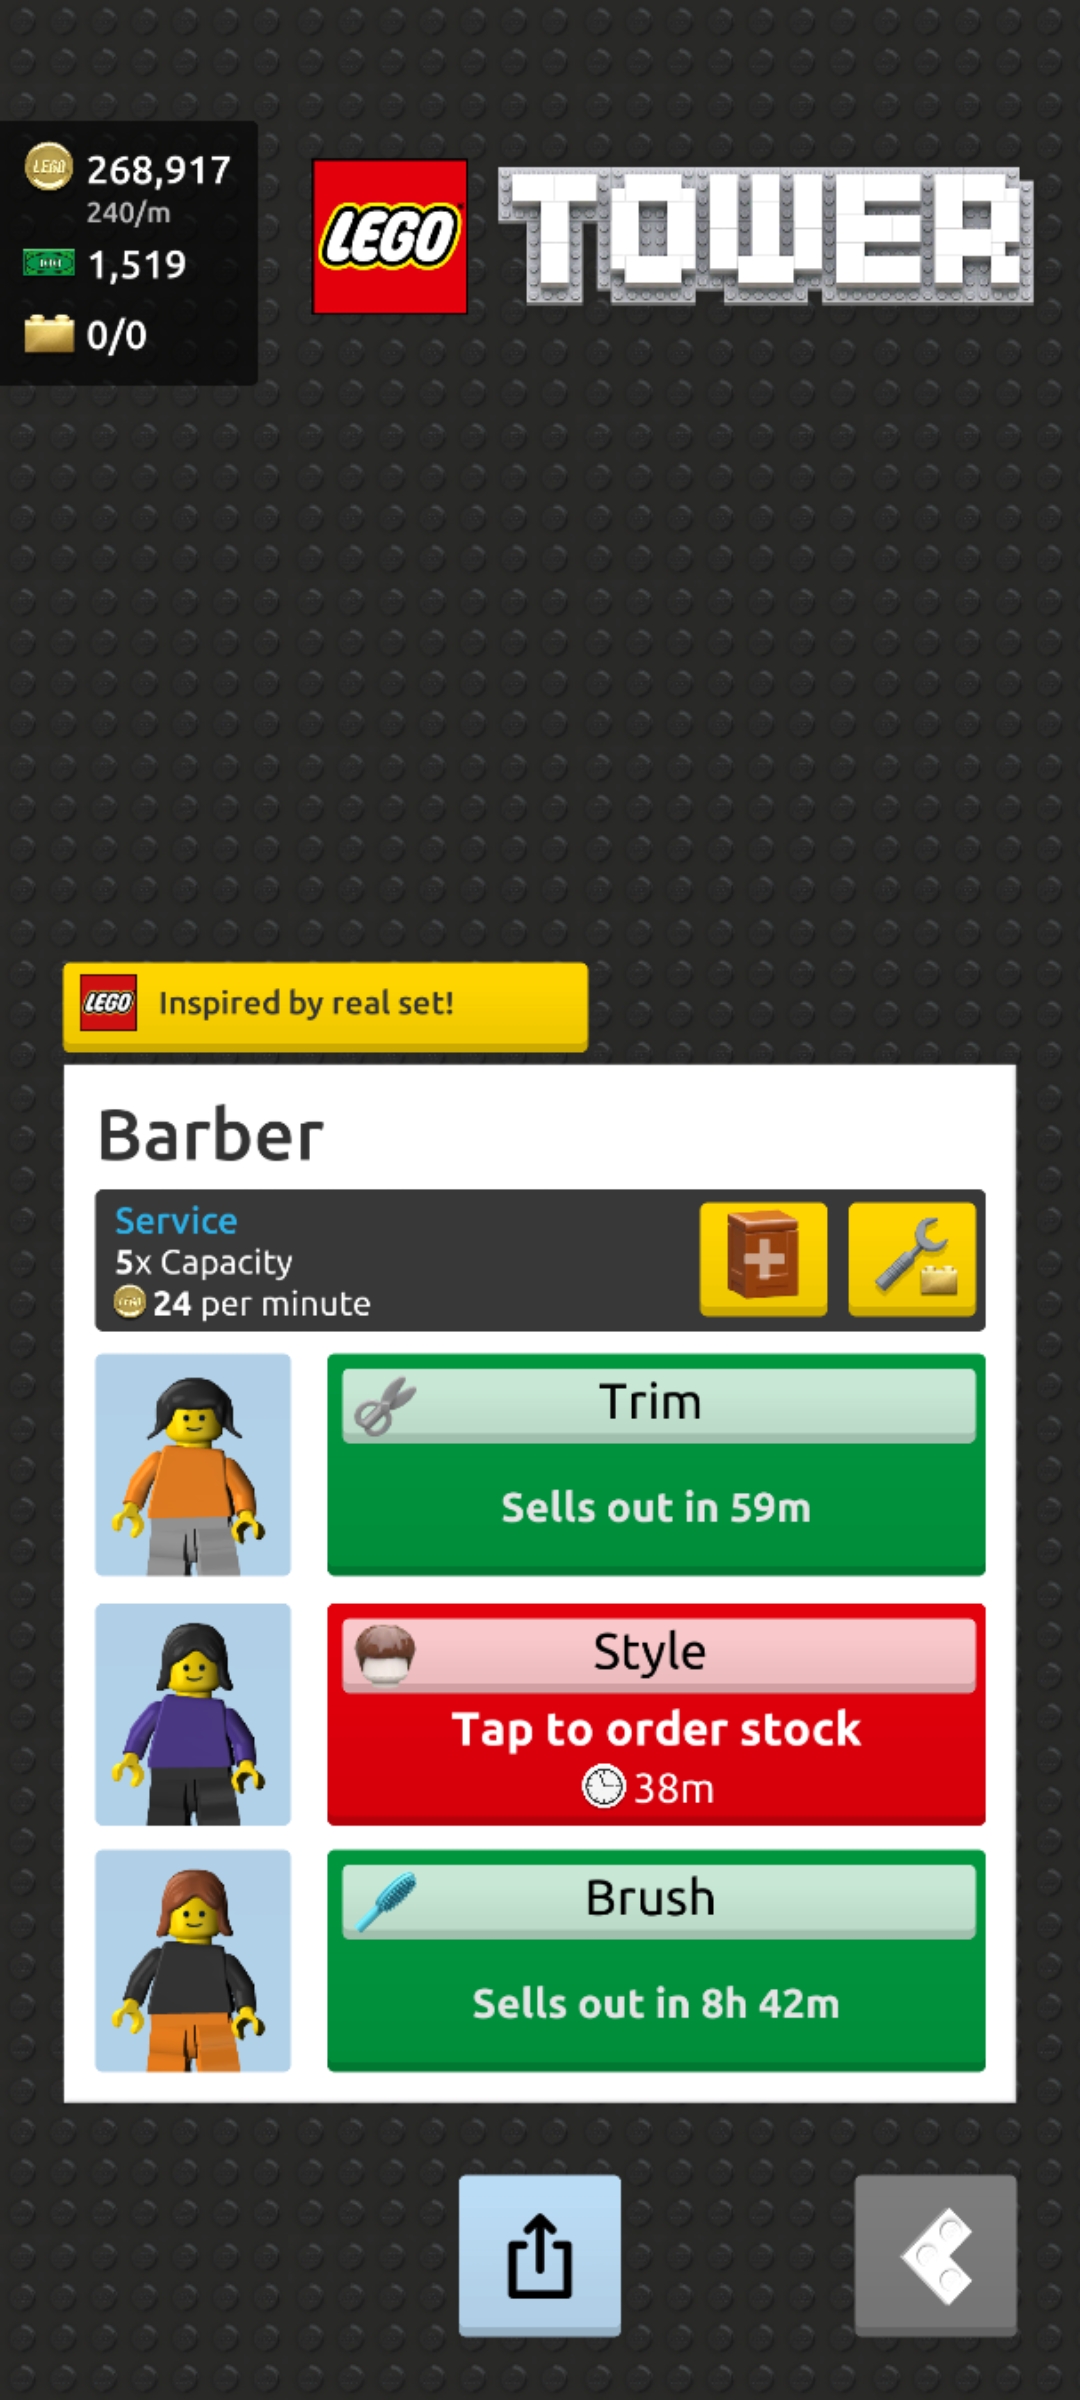 268,917
240/m
1,519
0/0
LEGO TOWER
LEGO Inspired by real set!
Barber
Service
5x Capacity
24 per minute
Trim
Sells out in 59m
Style
Tap to order stock
38m
Brush
Sells out in 8h 42m